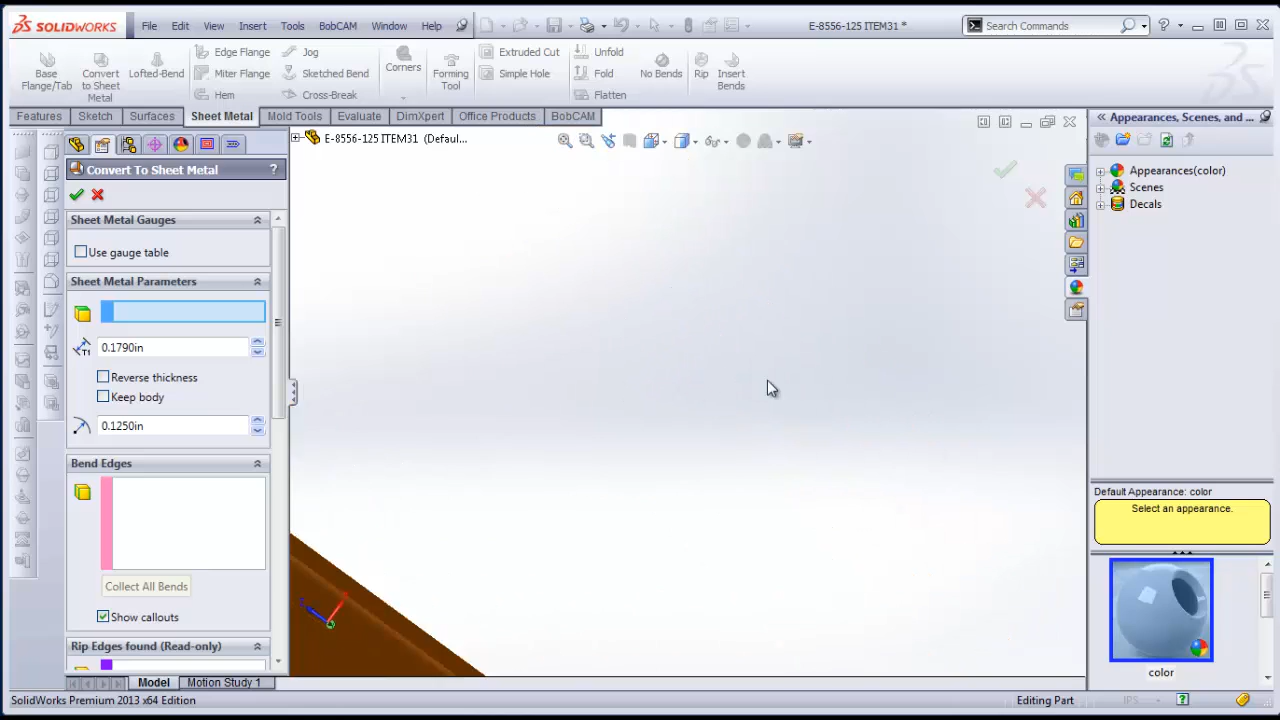 SOLIDWORKS File Edit View Insert Tools BobCAM Window Help E-8556-125 ITEM31 * Search Commands
Base Flange/Tab
Convert to Sheet Metal
Lofted-Bend
Edge Flange
Miter Flange
Hem
Jog
Sketched Bend
Cross-Break
Corners
Forming Tool
Extruded Cut
Simple Hole
Unfold
Fold
Flatten
No Bends
Rip
Insert Bends
Features Sketch Surfaces Sheet Metal Mold Tools Evaluate DimXpert Office Products BobCAM
E-8556-125 ITEM31 (Defaul...
Convert To Sheet Metal ?
Sheet Metal Gauges
Use gauge table
Sheet Metal Parameters
T1 0.1790in
Reverse thickness
Keep body
0.1250in
Bend Edges
Collect All Bends
Show callouts
Rip Edges found (Read-only)
Model Motion Study 1
Appearances, Scenes, and ...
Appearances(color)
Scenes
Decals
Default Appearance: color
Select an appearance.
color
SolidWorks Premium 2013 x64 Edition Editing Part IPS